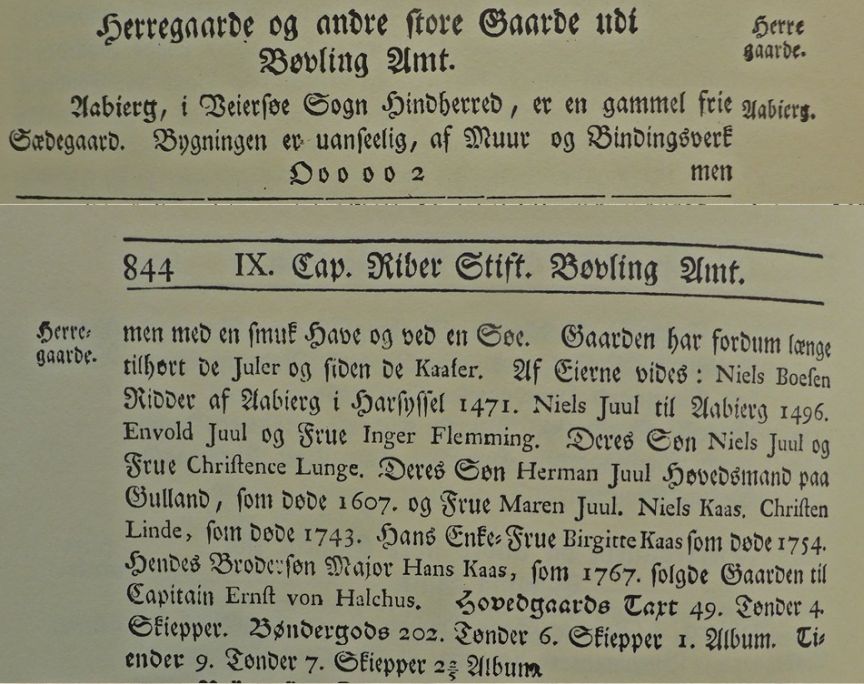 Herregaarde og andre store Gaarde udi
Bøvling Amt.
Herre
gaarde.
Aabierg, i Veiersøe Sogn Hindherred, er en gammel frie
Aabierg.
Sædegaard. Bygningen er uanseelig, af Muur og Bindingsverk
Ooo oo 2
men
844 IX. Cap. Riber Stift. Bøvling Amt.
Herre-
gaarde.
men med en smuk Have og ved en Søe. Gaarden har fordum længe
tilhørt de Juler og siden de Kaaser. Af Eierne vides: Niels Boesen
Ridder af Aabierg i Harsyssel 1471. Niels Juul til Aabierg 1496.
Envold Juul og Frue Inger Flemming. Deres Søn Niels Juul og
Frue Christence Lunge. Deres Søn Herman Juul Høvedsmand paa
Gulland, som døde 1607. og Frue Maren Juul. Niels Kaas. Christen
Linde, som døde 1743. Hans Enke-Frue Birgitte Kaas som døde 1754.
Hendes Brodersøn Major Hans Kaas, som 1767. solgde Gaarden til
Capitain Ernst von Halchus. Hovedgaards Taxt 49. Tønder 4.
Skiepper. Bøndergods 202. Tønder 6. Skiepper 1. Album. Ti-
ender 9. Tønder 7. Skiepper 2⅖ Album